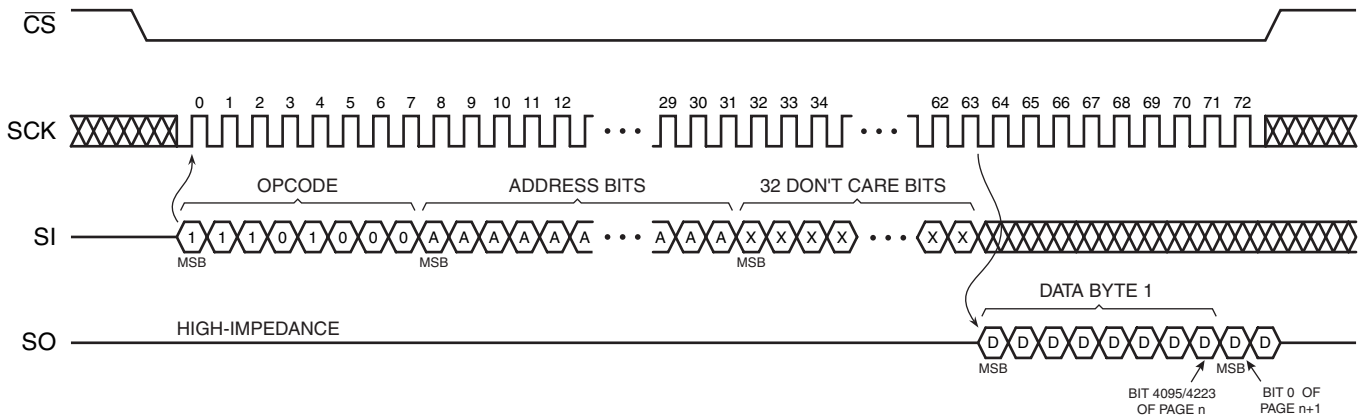 CS
0 1 2 3 4 5 6 7 8 9 10 11 12 29 30 31 32 33 34 62 63 64 65 66 67 68 69 70 71 72
SCK
OPCODE ADDRESS BITS 32 DON'T CARE BITS
SI 1 1 1 0 1 0 0 0 A A A A A A A A A X X X X X X
MSB MSB MSB
DATA BYTE 1
HIGH-IMPEDANCE
SO D D D D D D D D D D
MSB MSB
BIT 4095/4223
OF PAGE n
BIT 0 OF
PAGE n+1